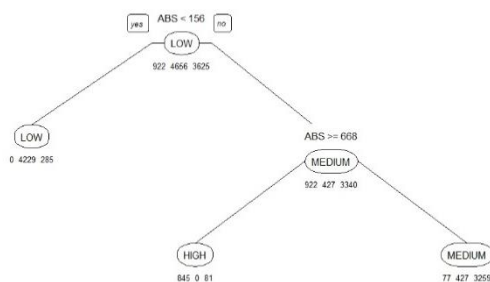 ABS < 156
yes
no
LOW
922 4656 3625
LOW
0 4229 285
ABS >= 668
MEDIUM
922 427 3340
HIGH
845 0 81
MEDIUM
77 427 3259